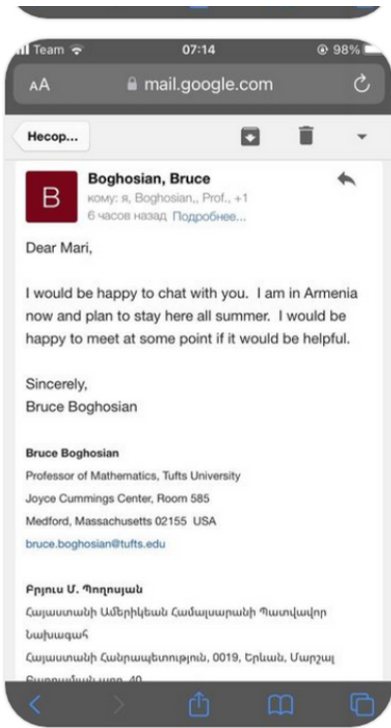 Team 07:14 98%
AA mail.google.com
Несор...
B Boghosian, Bruce
кому: я, Boghosian,, Prof., +1
6 часов назад Подробнее...
Dear Mari,
I would be happy to chat with you. I am in Armenia
now and plan to stay here all summer. I would be
happy to meet at some point if it would be helpful.
Sincerely,
Bruce Boghosian
Bruce Boghosian
Professor of Mathematics, Tufts University
Joyce Cummings Center, Room 585
Medford, Massachusetts 02155 USA
bruce.boghosian@tufts.edu
Բրյուս Մ. Պողոսյան
Հայաստանի Ամերիկեան Համալսարանի Պատվավոր
Նախագահ
Հայաստանի Հանրապետություն, 0019, Երևան, Մարշալ
40